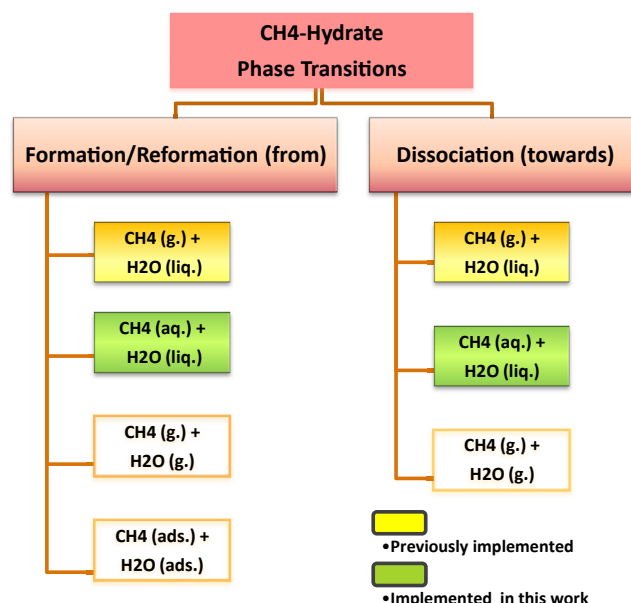 CH4-Hydrate
Phase Transitions
Formation/Reformation (from)
CH4 (g.) +
H2O (liq.)
CH4 (aq.) +
H2O (liq.)
CH4 (g.) +
H2O (g.)
CH4 (ads.) +
H2O (ads.)
Dissociation (towards)
CH4 (g.) +
H2O (liq.)
CH4 (aq.) +
H2O (liq.)
CH4 (g.) +
H2O (g.)
•Previously implemented
•Implemented in this work